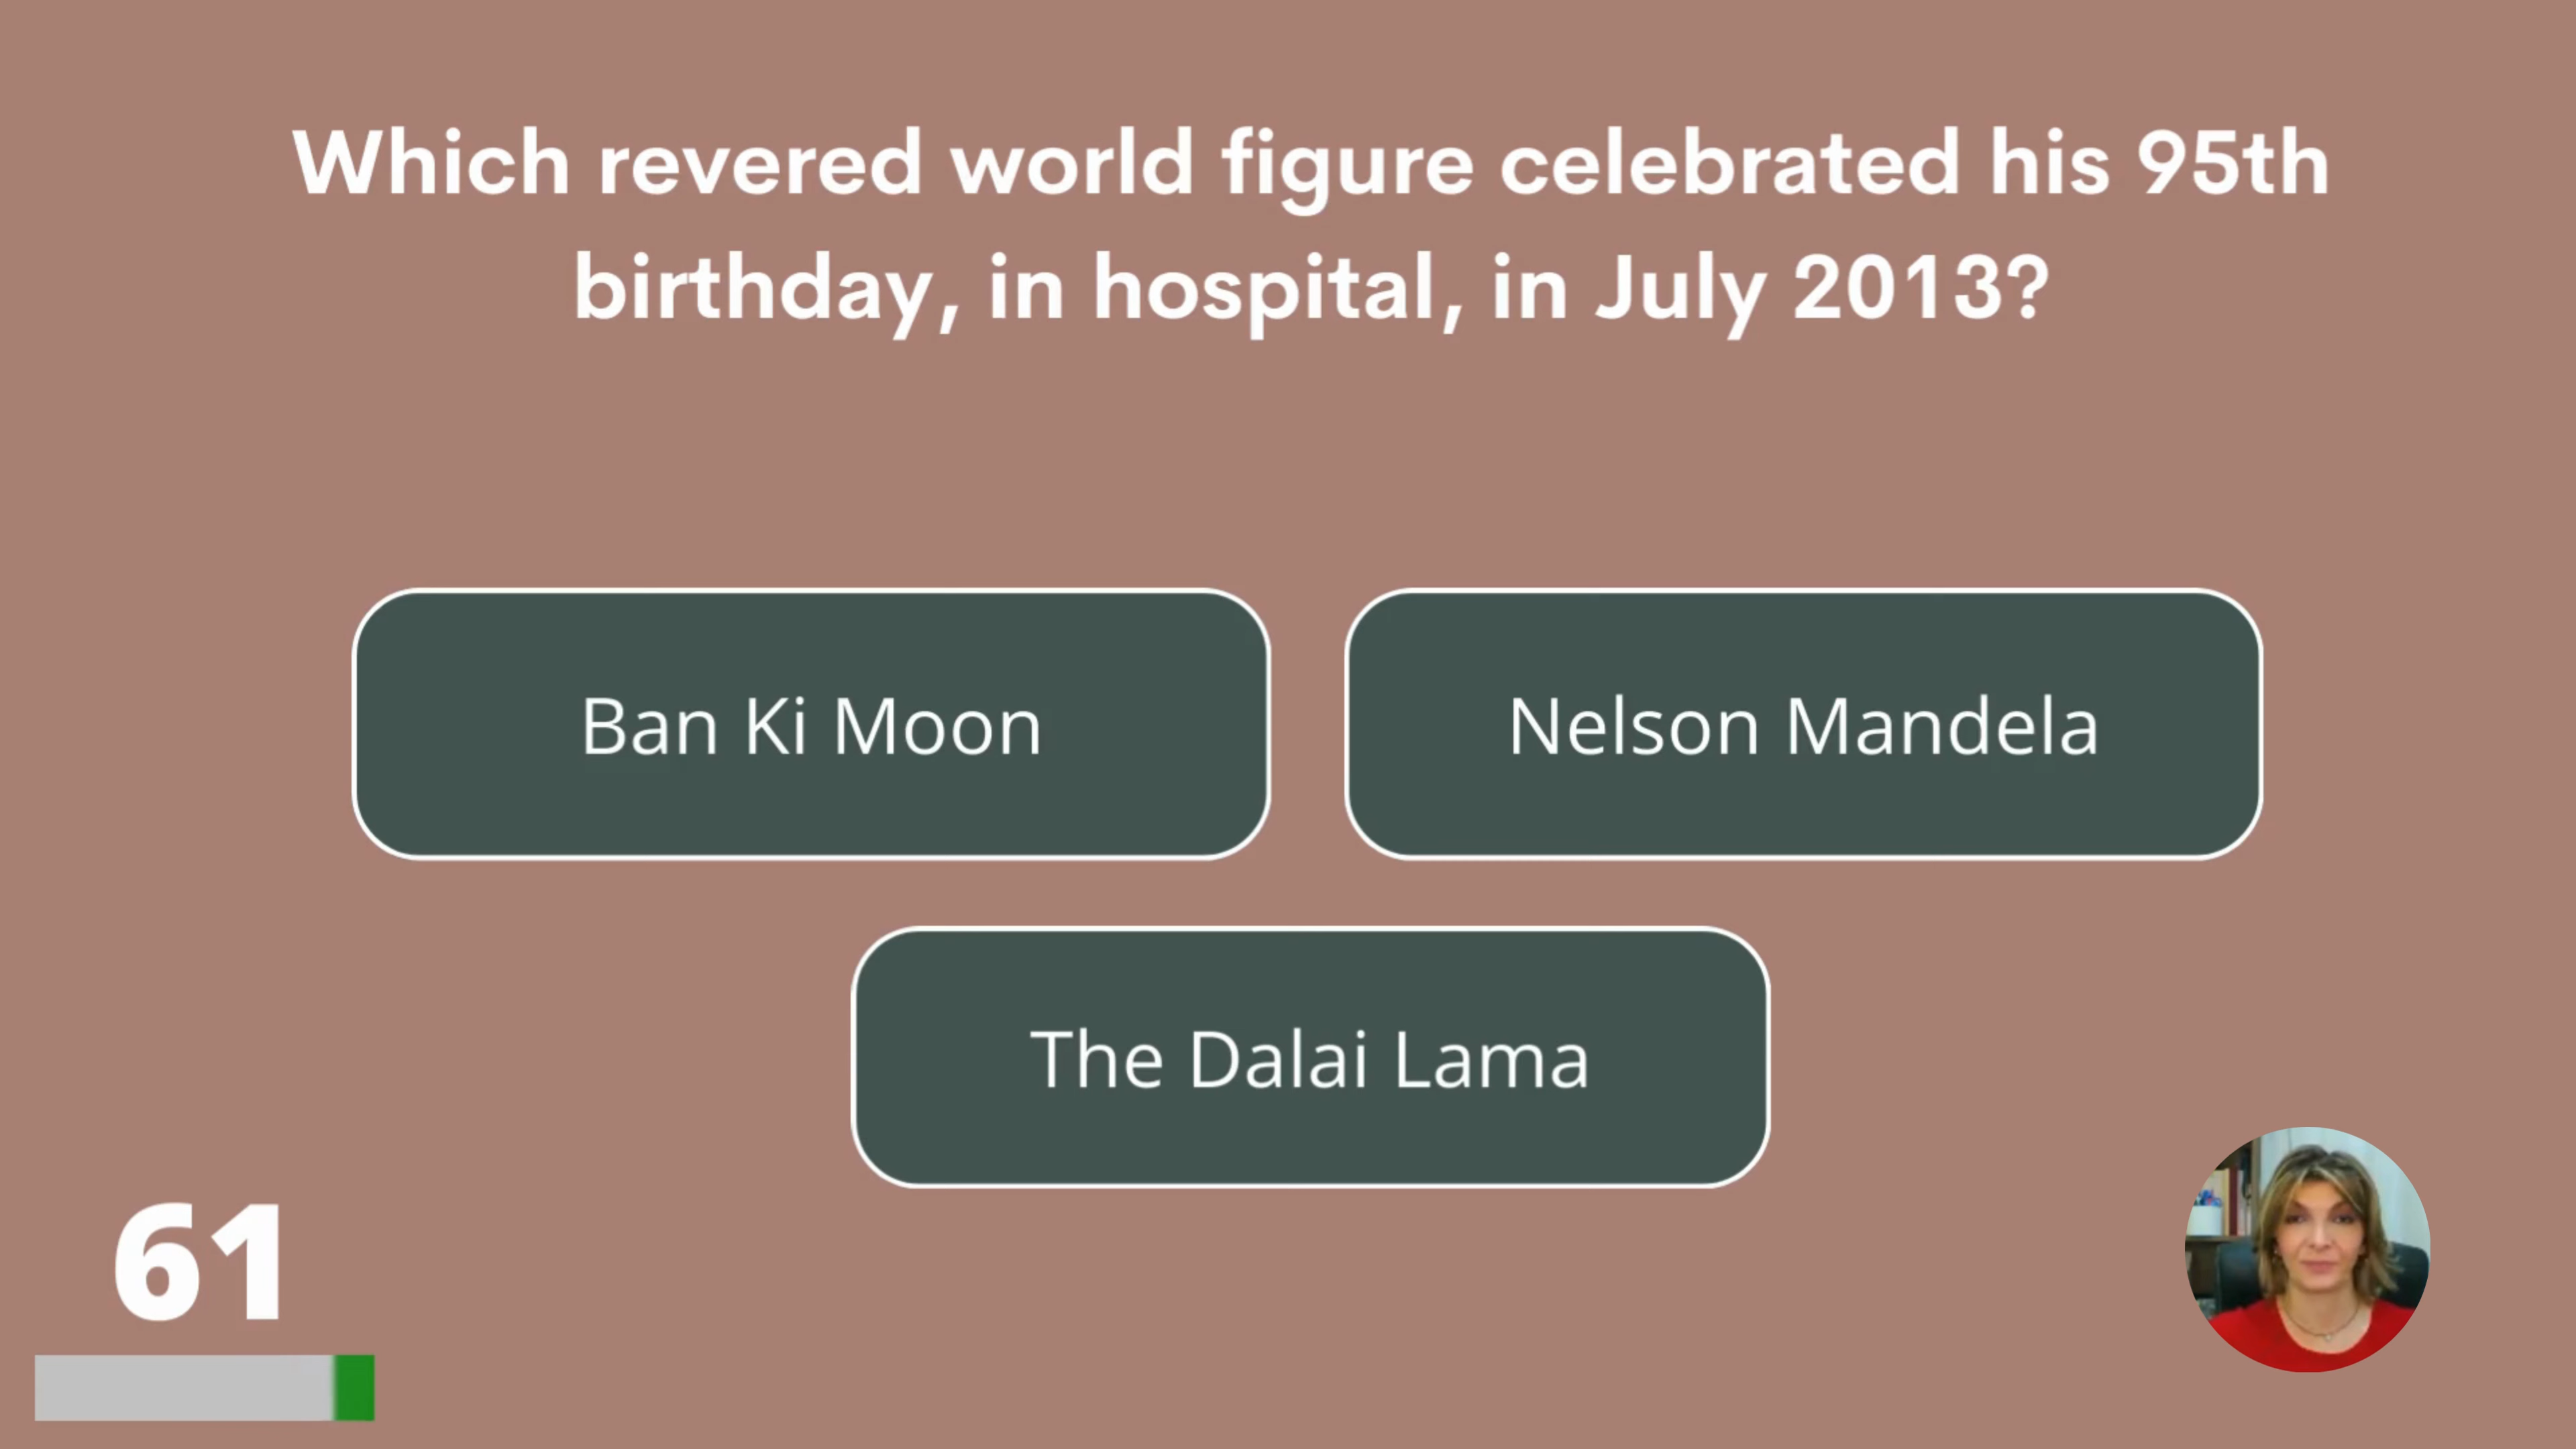 Which revered world figure celebrated his 95th
birthday, in hospital, in July 2013?
Ban Ki Moon
Nelson Mandela
The Dalai Lama
61